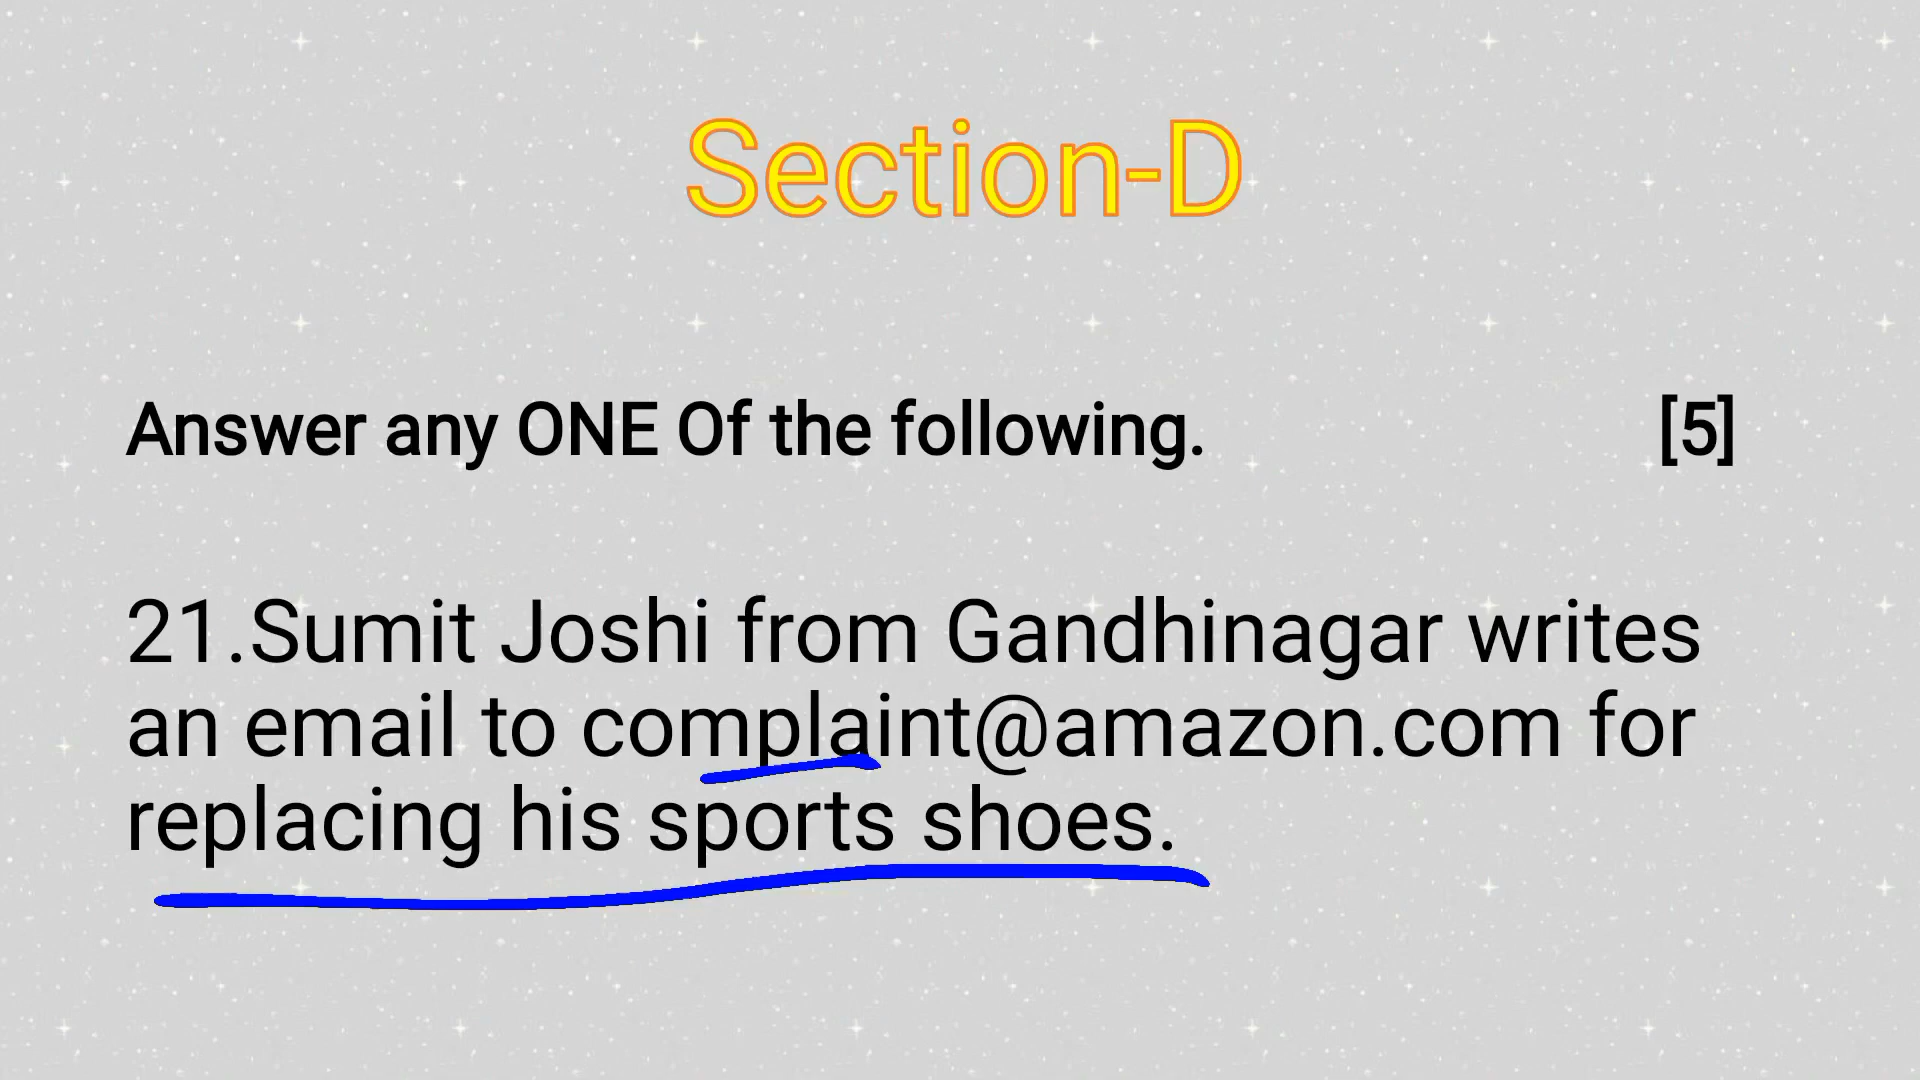 Section-D
Answer any ONE Of the following. [5]
21.Sumit Joshi from Gandhinagar writes
an email to complaint@amazon.com for
replacing his sports shoes.